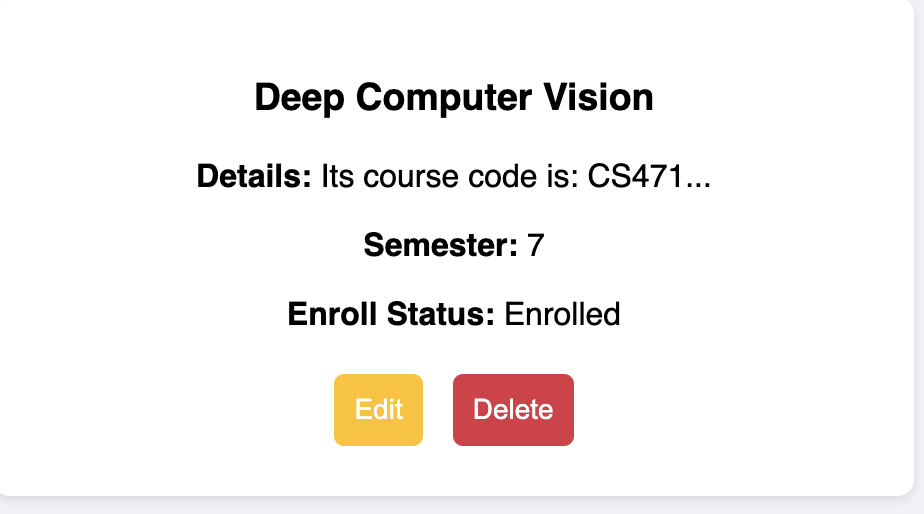 Deep Computer Vision
Details: Its course code is: CS471...
Semester: 7
Enroll Status: Enrolled
Edit Delete